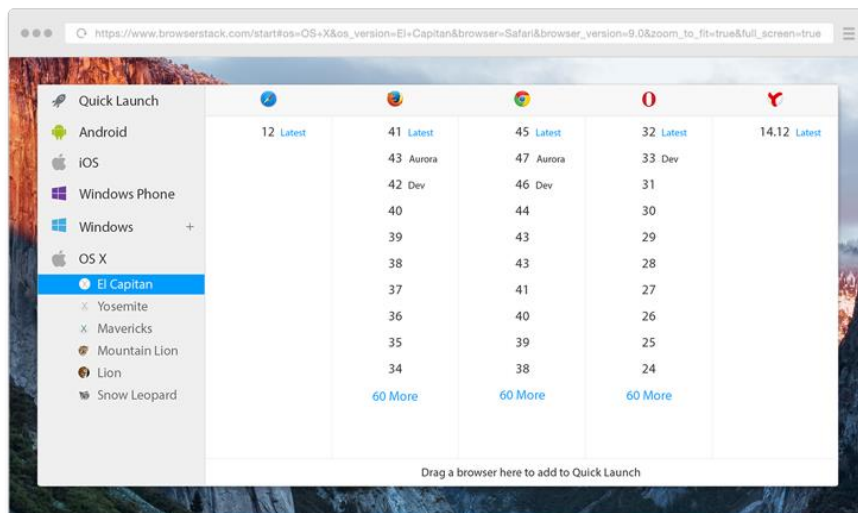 https://www.browserstack.com/start#os=OS+X&os_version=El+Capitan&browser=Safari&browser_version=9.0&zoom_to_fit=true&full_screen=true
Quick Launch
Android
iOS
Windows Phone
Windows +
OS X
El Capitan
Yosemite
Mavericks
Mountain Lion
Lion
Snow Leopard
12 Latest
41 Latest
43 Aurora
42 Dev
40
39
38
37
36
35
34
60 More
45 Latest
47 Aurora
46 Dev
44
43
43
41
40
39
38
60 More
32 Latest
33 Dev
31
30
29
28
27
26
25
24
60 More
14.12 Latest
Drag a browser here to add to Quick Launch